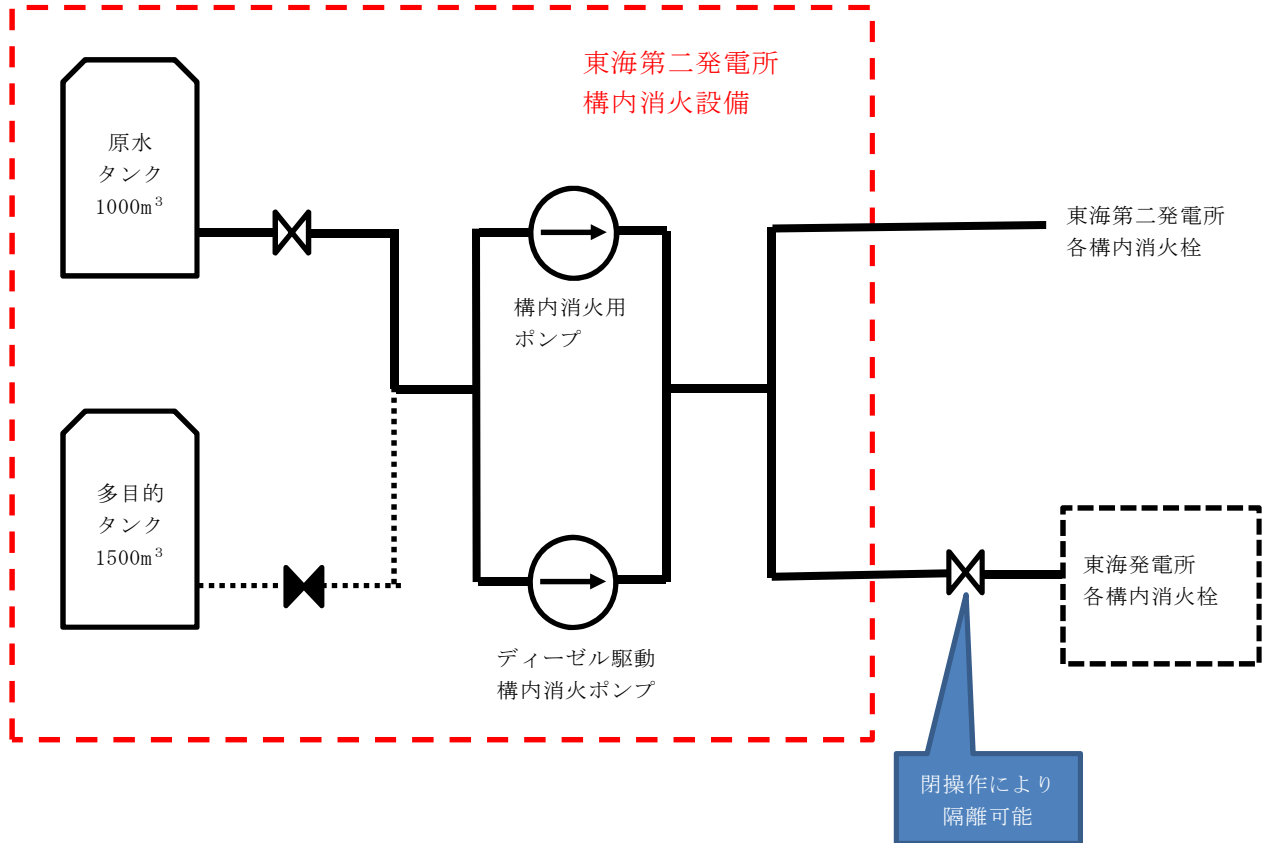 東海第二発電所
構内消火設備
原水
タンク
1000m³
構内消火用
ポンプ
東海第二発電所
各構内消火栓
多目的
タンク
1500m³
東海発電所
各構内消火栓
ディーゼル駆動
構内消火ポンプ
閉操作により
隔離可能